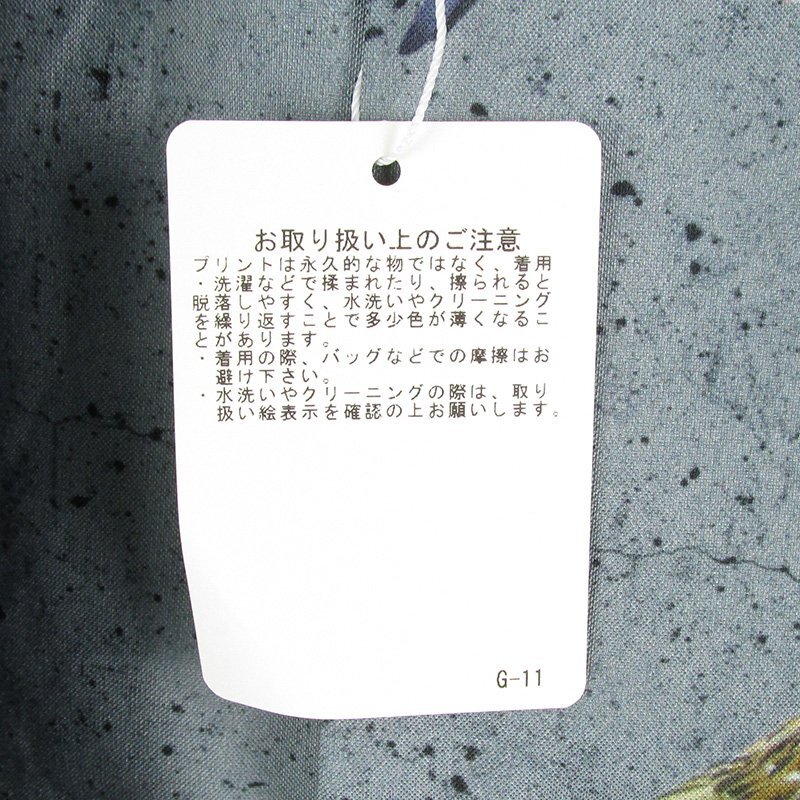 お取り扱い上のご注意
プリントは永久的な物ではなく、着用
・洗濯などで揉まれたり、擦られると
脱落しやすく、水洗いやクリーニング
を繰り返すことで多少色が薄くなるこ
とがあります。
・着用の際、バッグなどでの摩擦はお
避け下さい。
・水洗いやクリーニングの際は、取り
扱い絵表示を確認の上お願いします。
G-11